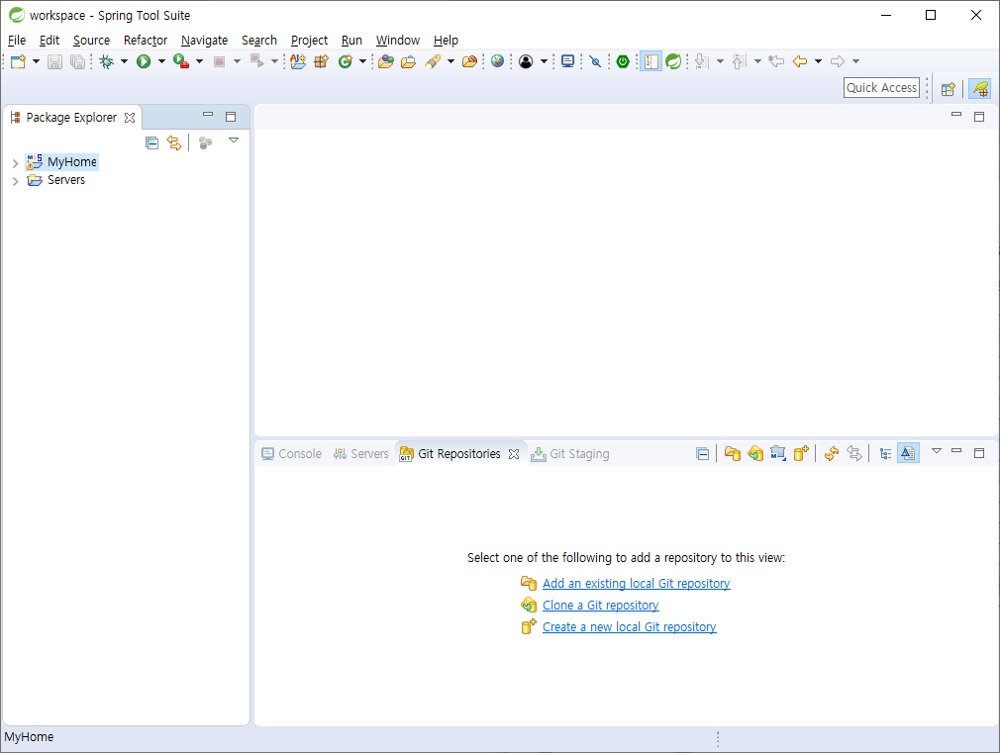 workspace - Spring Tool Suite
File Edit Source Refactor Navigate Search Project Run Window Help
Quick Access
Package Explorer
MyHome
Servers
Console Servers Git Repositories Git Staging
Select one of the following to add a repository to this view:
Add an existing local Git repository
Clone a Git repository
Create a new local Git repository
MyHome